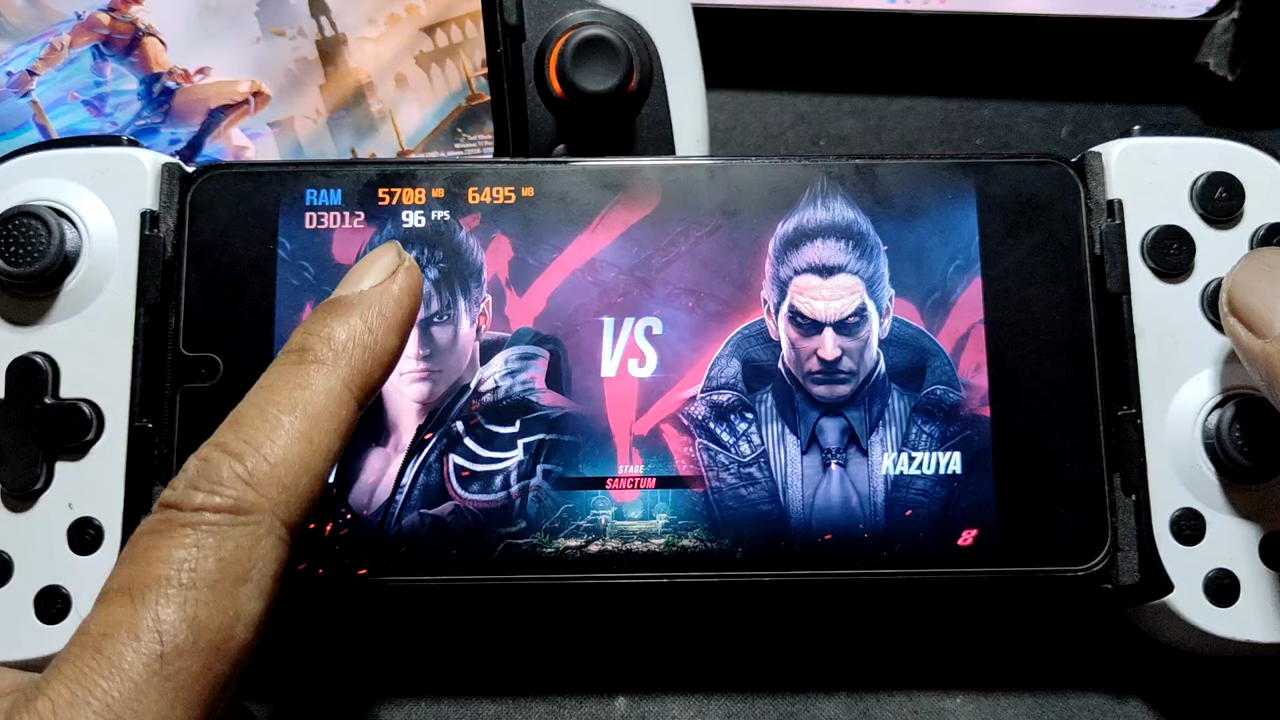 RAM 5708 MB 6495 MB
D3D12 96 FPS
VS
STAGE
SANCTUM
KAZUYA
8
A